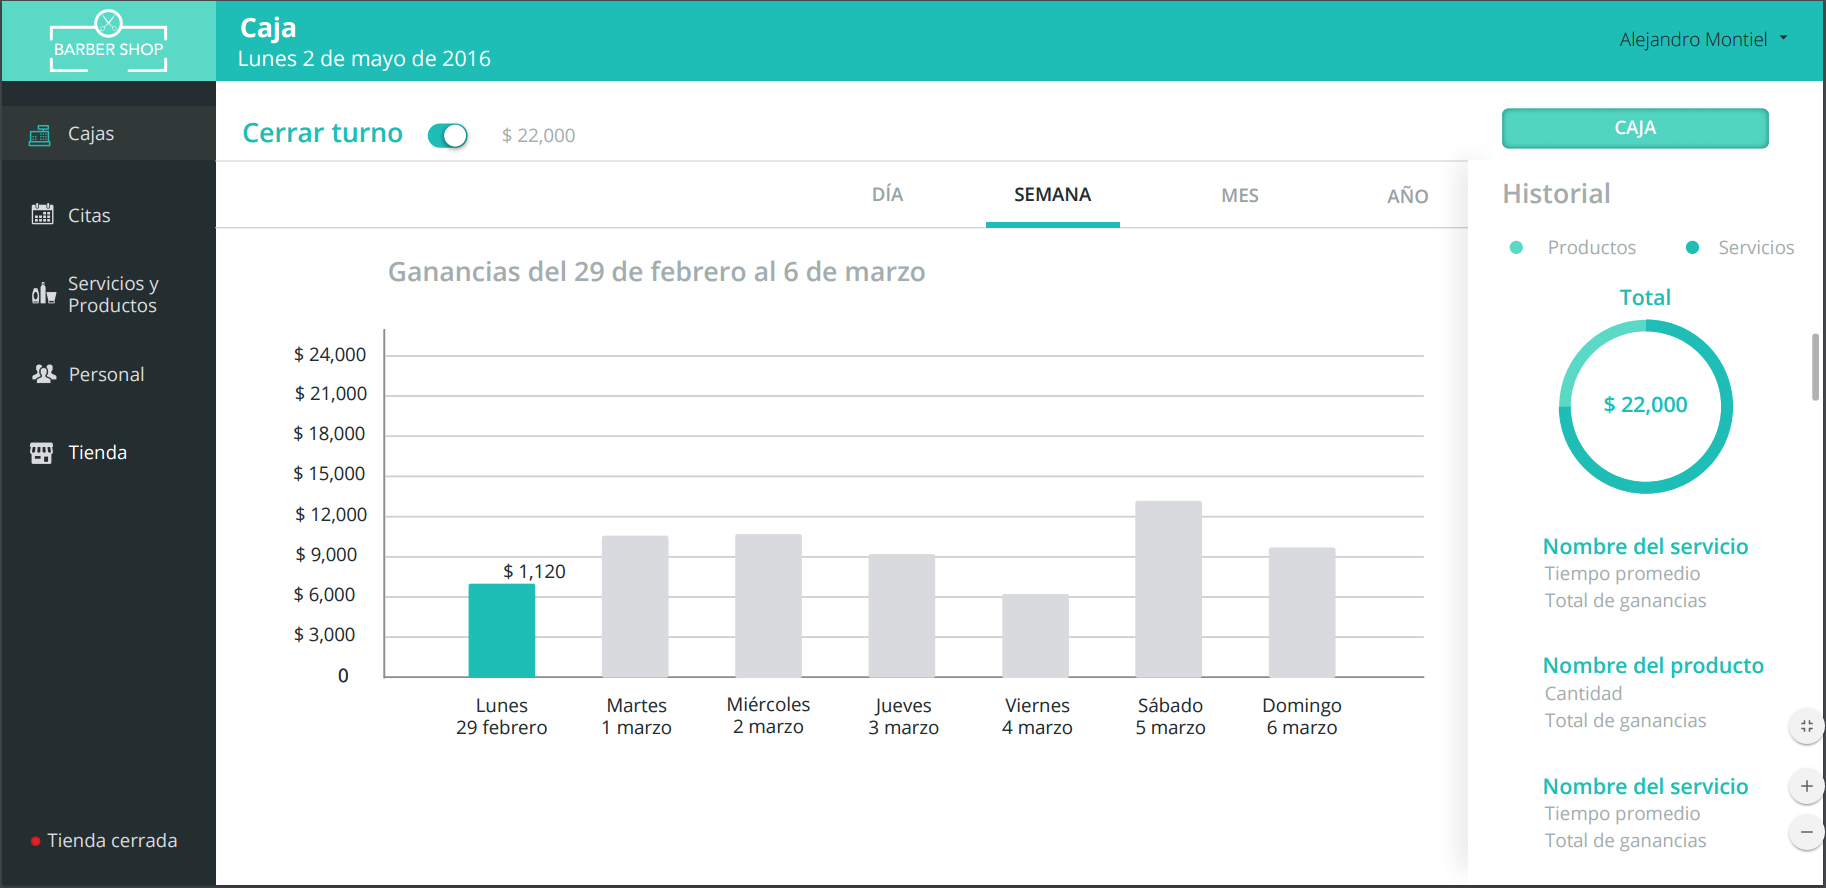 BARBER SHOP
Caja
Lunes 2 de mayo de 2016
Alejandro Montiel
Cajas
Citas
Servicios y
Productos
Personal
Tienda
Tienda cerrada
Cerrar turno
$ 22,000
CAJA
DÍA
SEMANA
MES
AÑO
Ganancias del 29 de febrero al 6 de marzo
$ 24,000
$ 21,000
$ 18,000
$ 15,000
$ 12,000
$ 9,000
$ 6,000
$ 3,000
0
$ 1,120
Lunes
29 febrero
Martes
1 marzo
Miércoles
2 marzo
Jueves
3 marzo
Viernes
4 marzo
Sábado
5 marzo
Domingo
6 marzo
Historial
Productos
Servicios
Total
$ 22,000
Nombre del servicio
Tiempo promedio
Total de ganancias
Nombre del producto
Cantidad
Total de ganancias
Nombre del servicio
Tiempo promedio
Total de ganancias